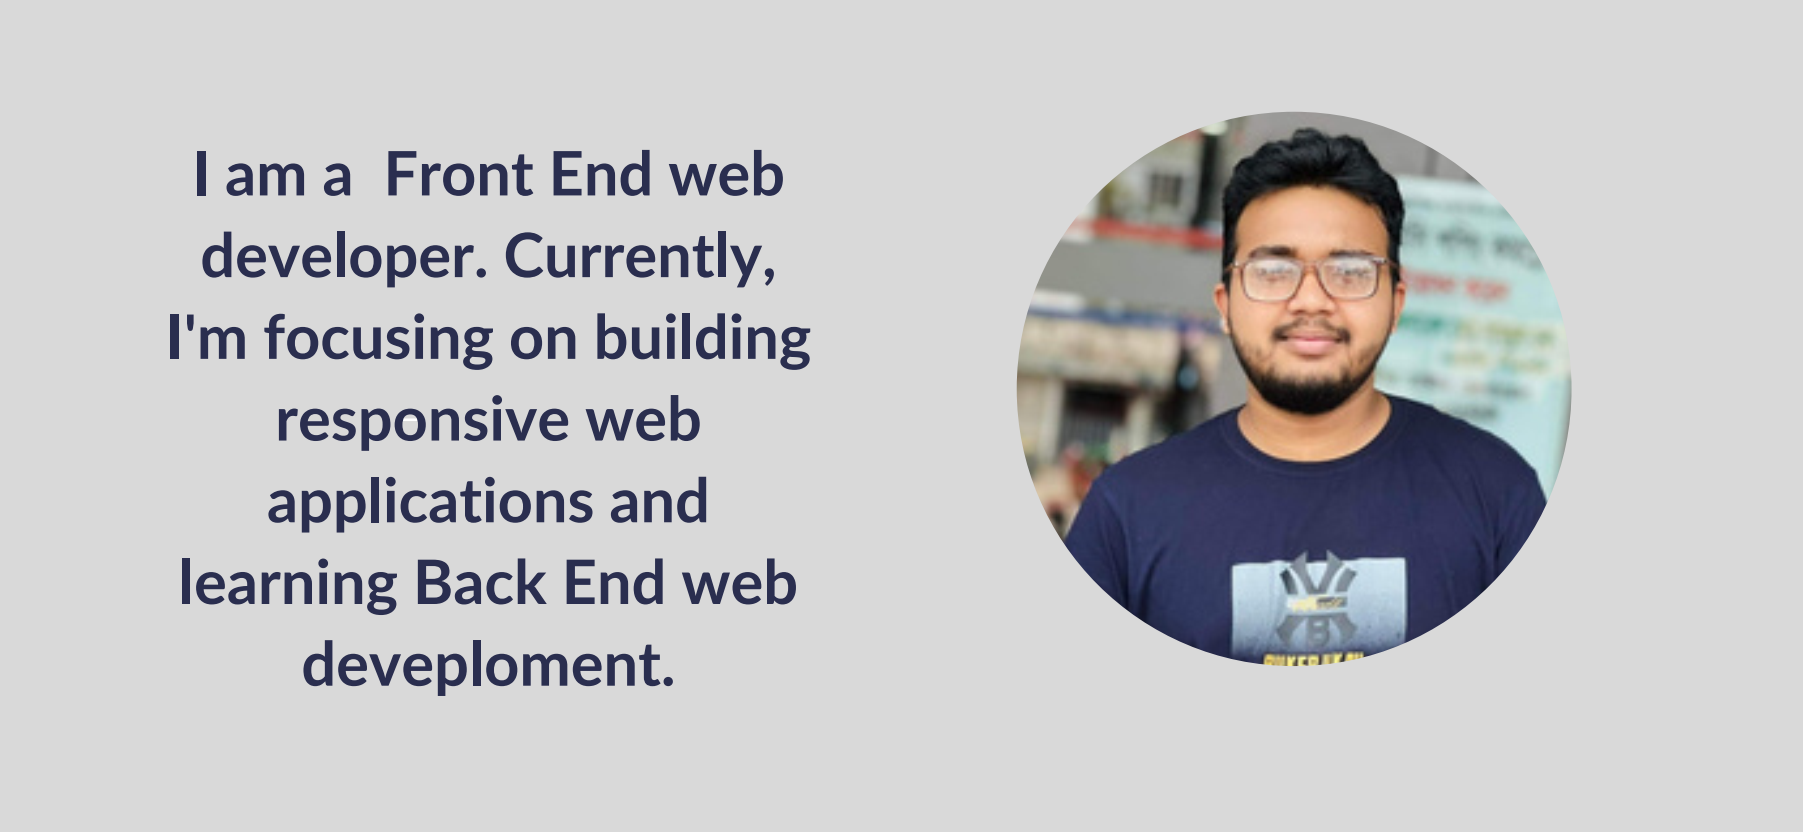 I am a  Front End web
developer. Currently,
I'm focusing on building
responsive web
applications and
learning Back End web
deveploment.